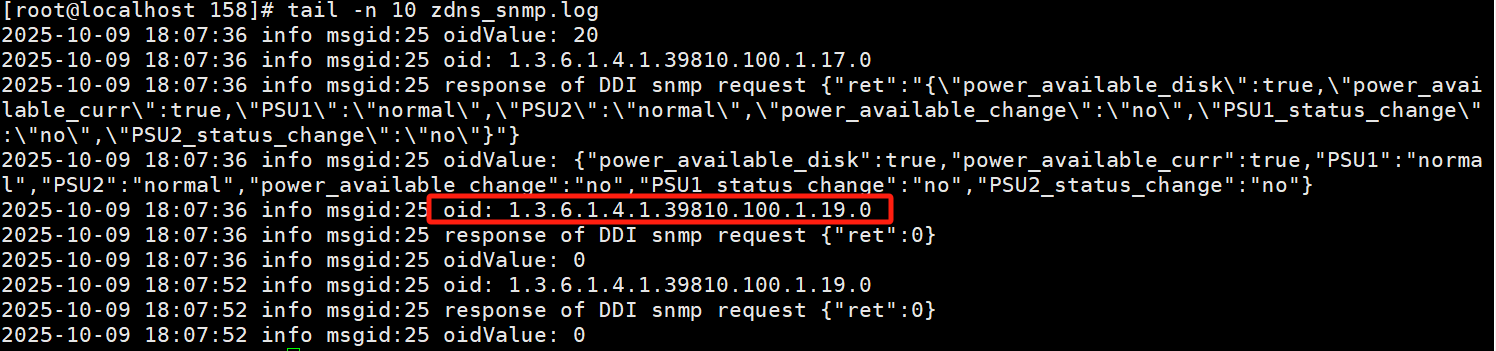 [root@localhost 158]# tail -n 10 zdns_snmp.log
2025-10-09 18:07:36 info msgid:25 oidValue: 20
2025-10-09 18:07:36 info msgid:25 oid: 1.3.6.1.4.1.39810.100.1.17.0
2025-10-09 18:07:36 info msgid:25 response of DDI snmp request {"ret":"{\"power_available_disk\":true,\"power_avai
lable_curr\":true,\"PSU1\":\"normal\",\"PSU2\":\"normal\",\"power_available_change\":\"no\",\"PSU1_status_change\"
:\"no\",\"PSU2_status_change\":\"no\"}"}
2025-10-09 18:07:36 info msgid:25 oidValue: {"power_available_disk":true,"power_available_curr":true,"PSU1":"norma
l","PSU2":"normal","power_available_change":"no","PSU1_status_change":"no","PSU2_status_change":"no"}
2025-10-09 18:07:36 info msgid:25 oid: 1.3.6.1.4.1.39810.100.1.19.0
2025-10-09 18:07:36 info msgid:25 response of DDI snmp request {"ret":0}
2025-10-09 18:07:36 info msgid:25 oidValue: 0
2025-10-09 18:07:52 info msgid:25 oid: 1.3.6.1.4.1.39810.100.1.19.0
2025-10-09 18:07:52 info msgid:25 response of DDI snmp request {"ret":0}
2025-10-09 18:07:52 info msgid:25 oidValue: 0